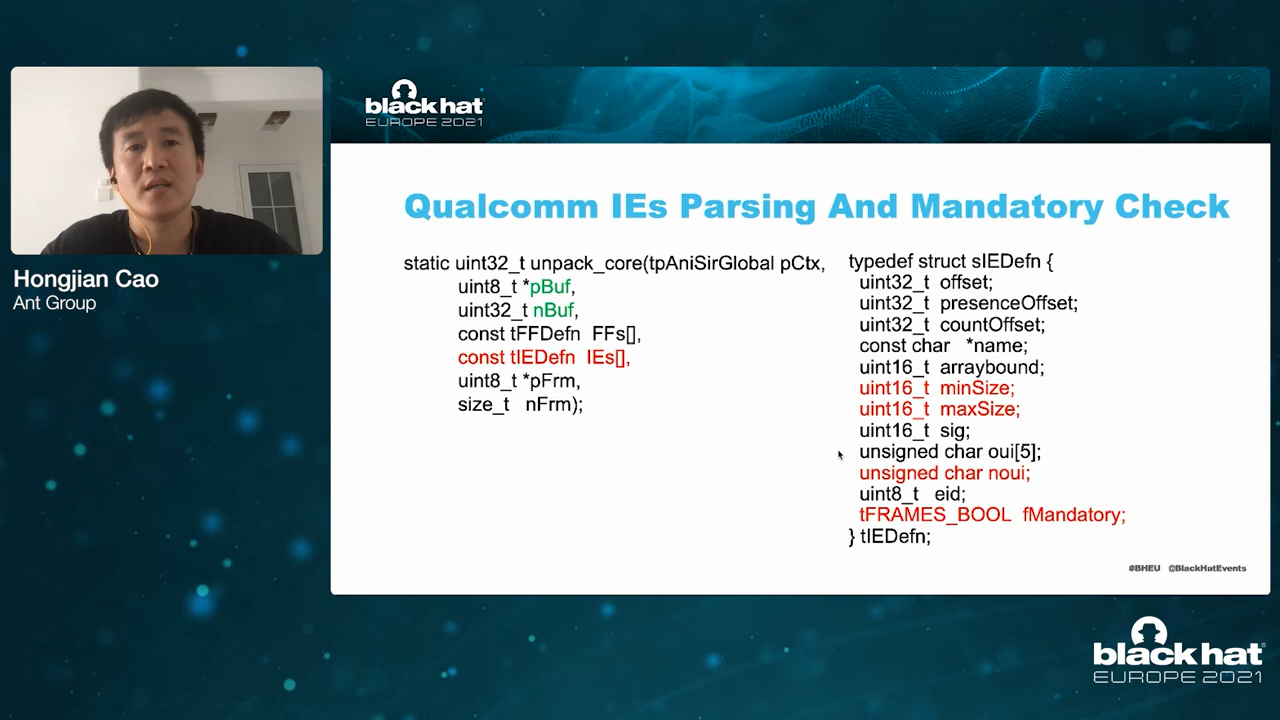 black hat
EUROPE 2021
Hongjian Cao
Ant Group
Qualcomm IEs Parsing And Mandatory Check
static uint32_t unpack_core(tpAniSirGlobal pCtx,
uint8_t *pBuf,
uint32_t nBuf,
const tFFDefn FFs[],
const tIEDefn IEs[],
uint8_t *pFrm,
size_t nFrm);
typedef struct sIEDefn {
uint32_t offset;
uint32_t presenceOffset;
uint32_t countOffset;
const char *name;
uint16_t arraybound;
uint16_t minSize;
uint16_t maxSize;
uint16_t sig;
unsigned char oui[5];
unsigned char noui;
uint8_t eid;
tFRAMES_BOOL fMandatory;
} tIEDefn;
#BHEU @BlackHatEvents
black hat
EUROPE 2021